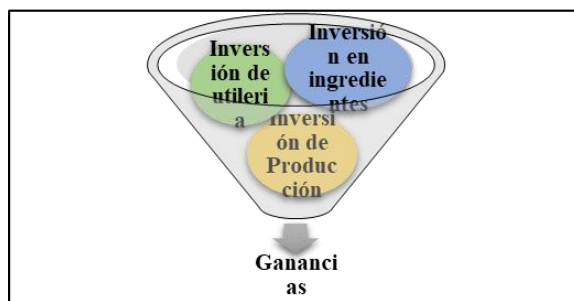 Invers
ión de
utileri
a
Inversió
n en
ingredie
ntes
Inversi
ón de
Produc
ción
Gananci
as